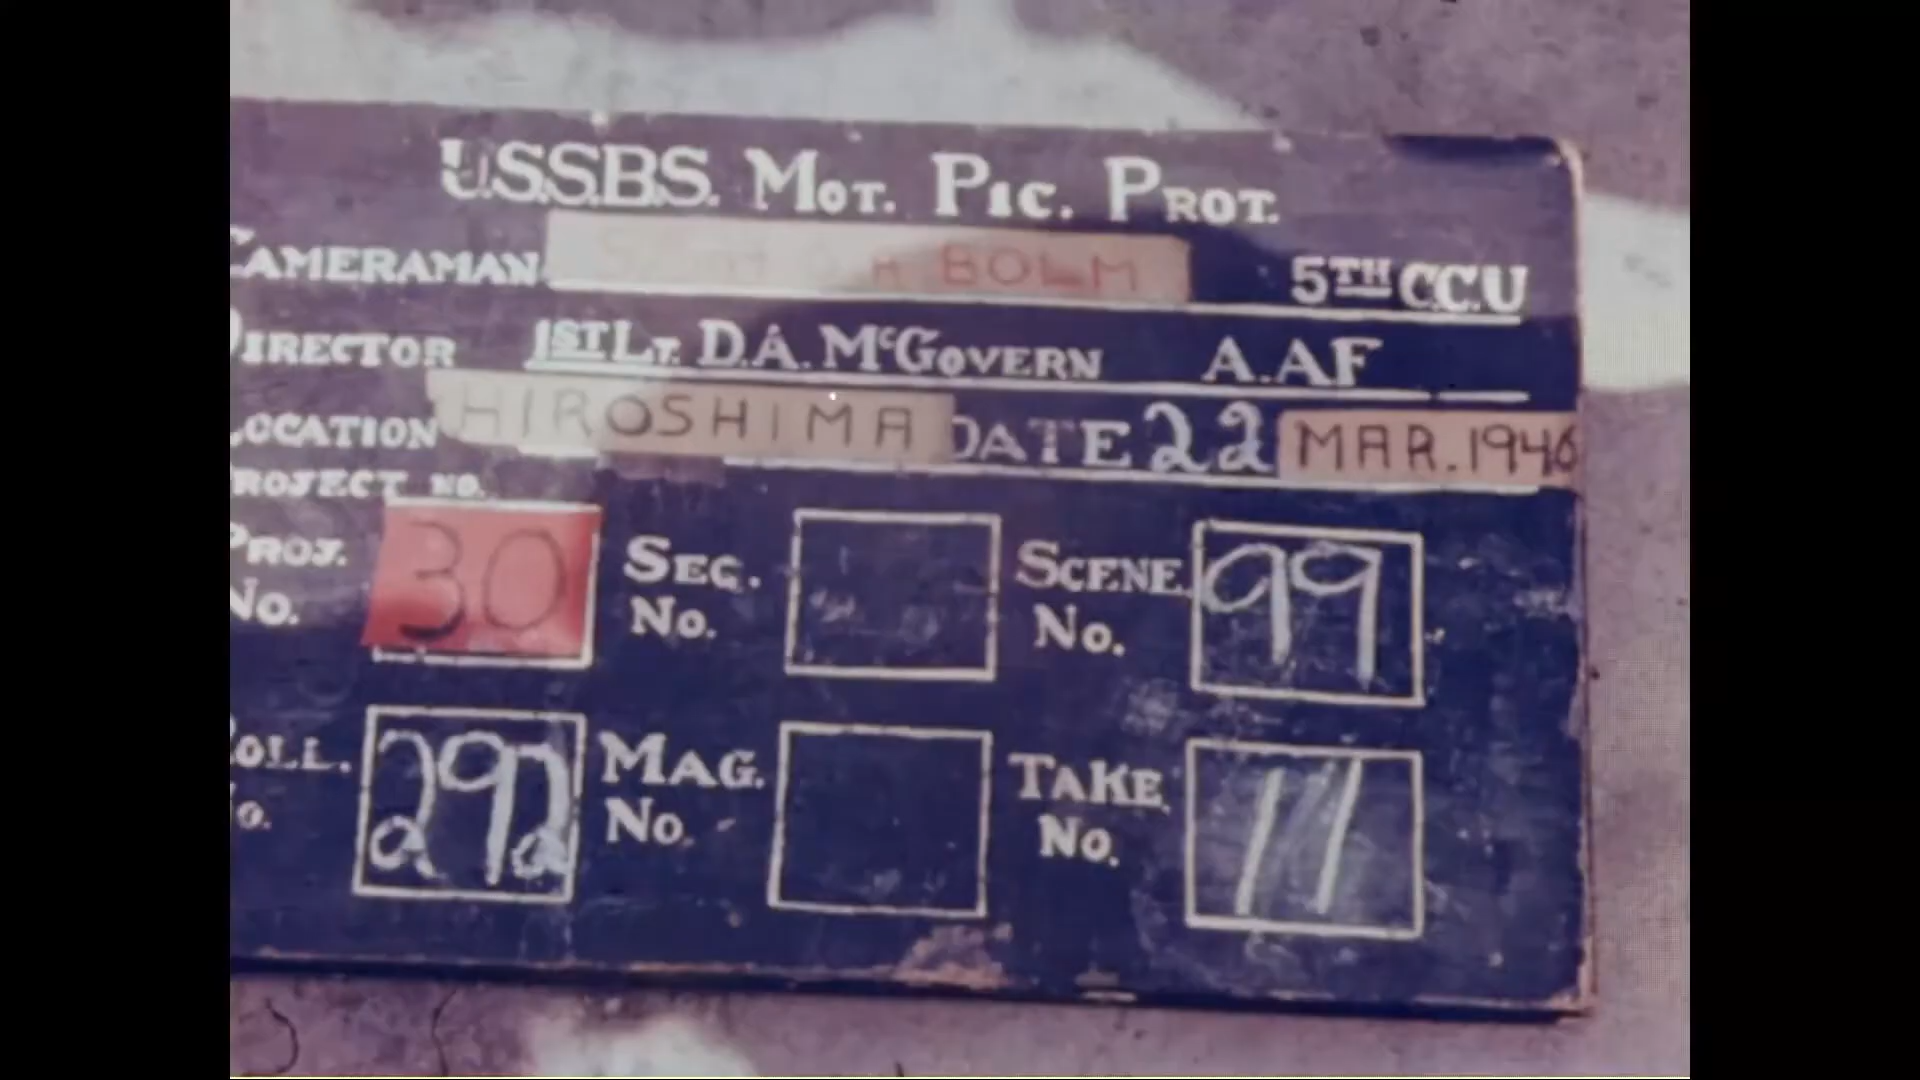 U.S.S.B.S. MOT. PIC. PROT.
CAMERAMAN BOLM 5TH C.C.U
DIRECTOR 1ST LT. D.A. MCGOVERN A.AF
LOCATION HIROSHIMA DATE 22 MAR. 1946
PROJECT NO.
PROJ. NO. 30 SEC. NO. SCENE NO. 99
ROLL. NO. 292 MAG. NO. TAKE NO. 11